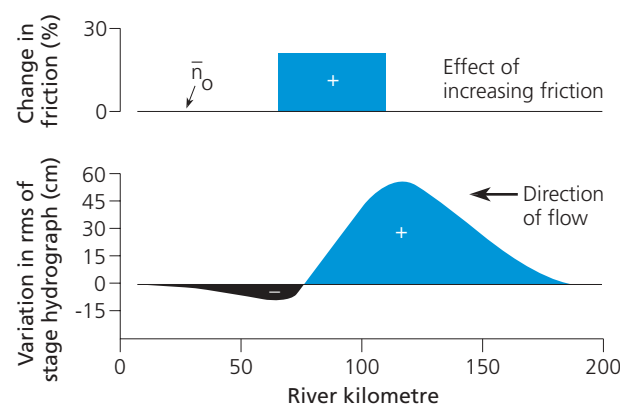 Change in
friction (%)
30
0
n̅o
+
Effect of
increasing friction
Variation in rms of
stage hydrograph (cm)
60
45
30
15
0
-15
+
−
Direction
of flow
0 50 100 150 200
River kilometre